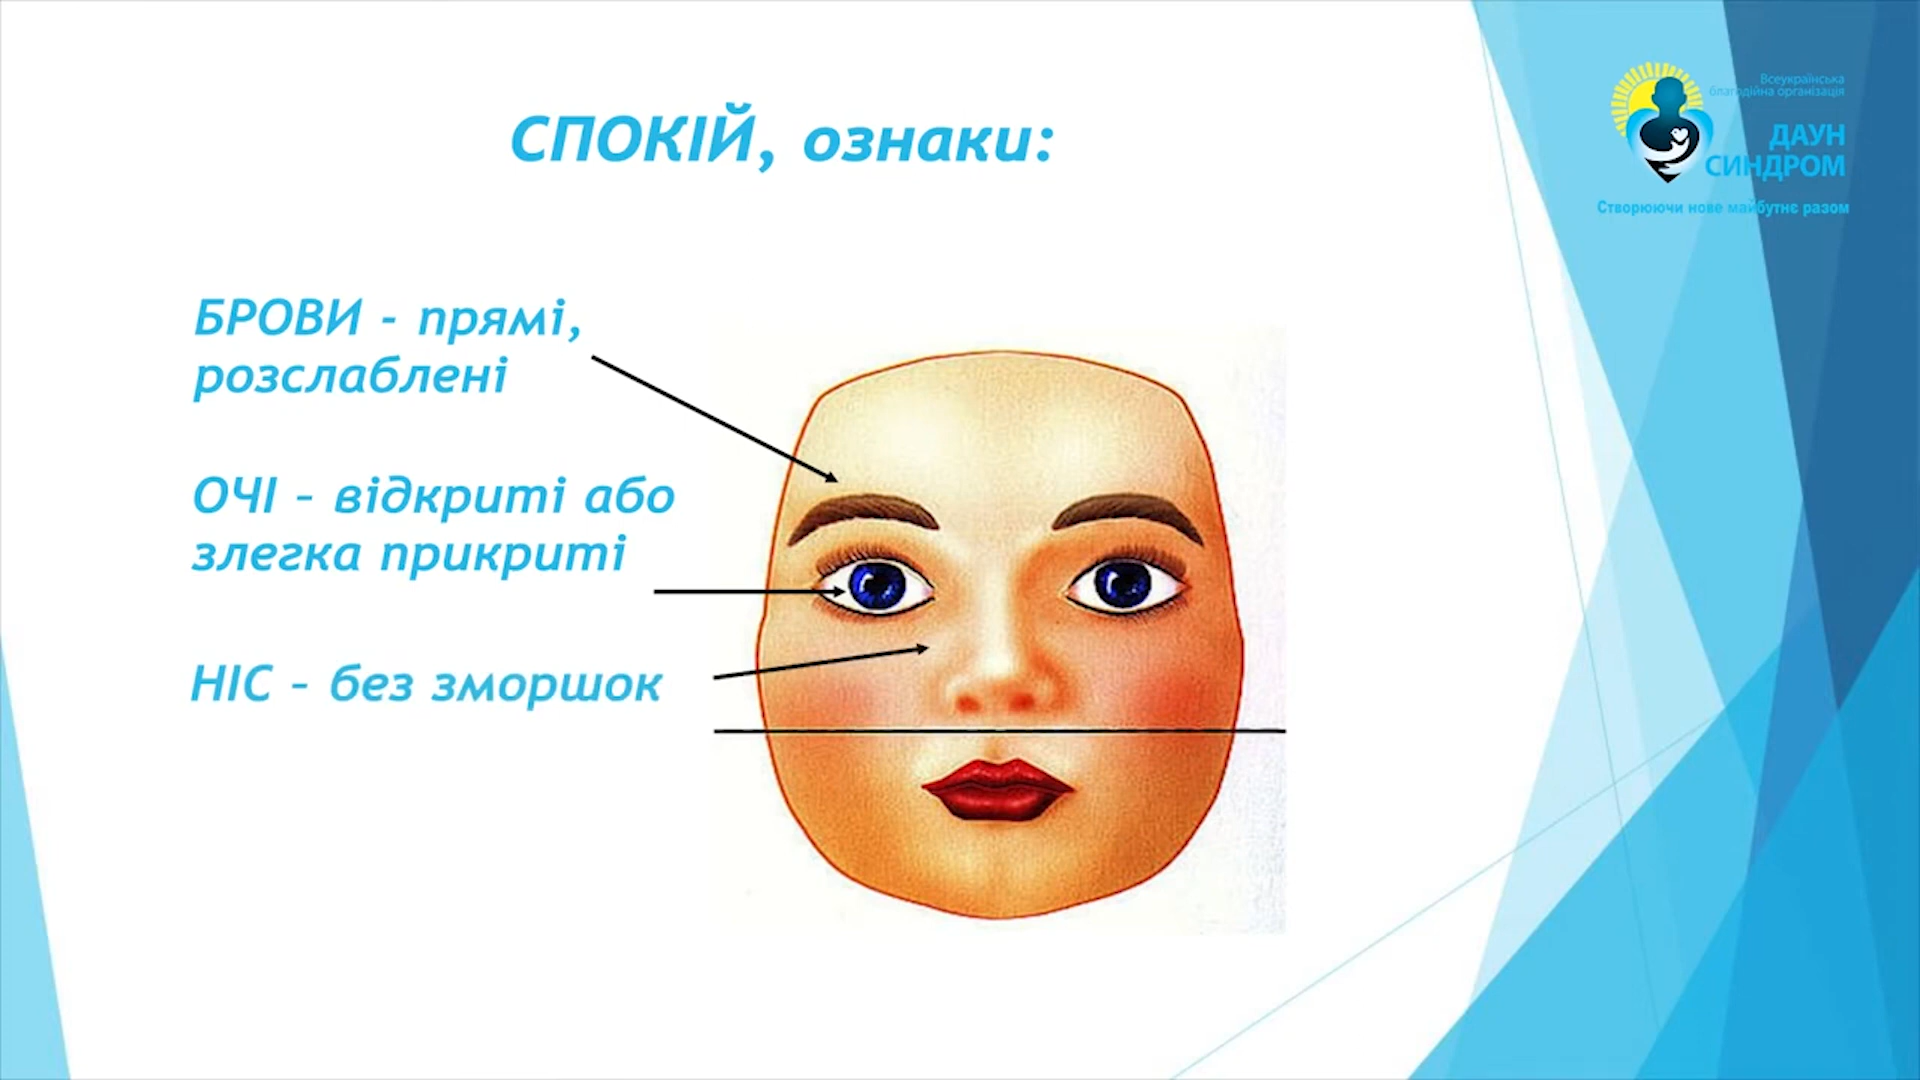 СПОКІЙ, ознаки:
Всеукраїнська
благодійна організація
ДАУН
СИНДРОМ
Створюючи нове майбутнє разом
БРОВИ - прямі,
розслаблені
ОЧІ – відкриті або
злегка прикриті
НІС – без зморшок